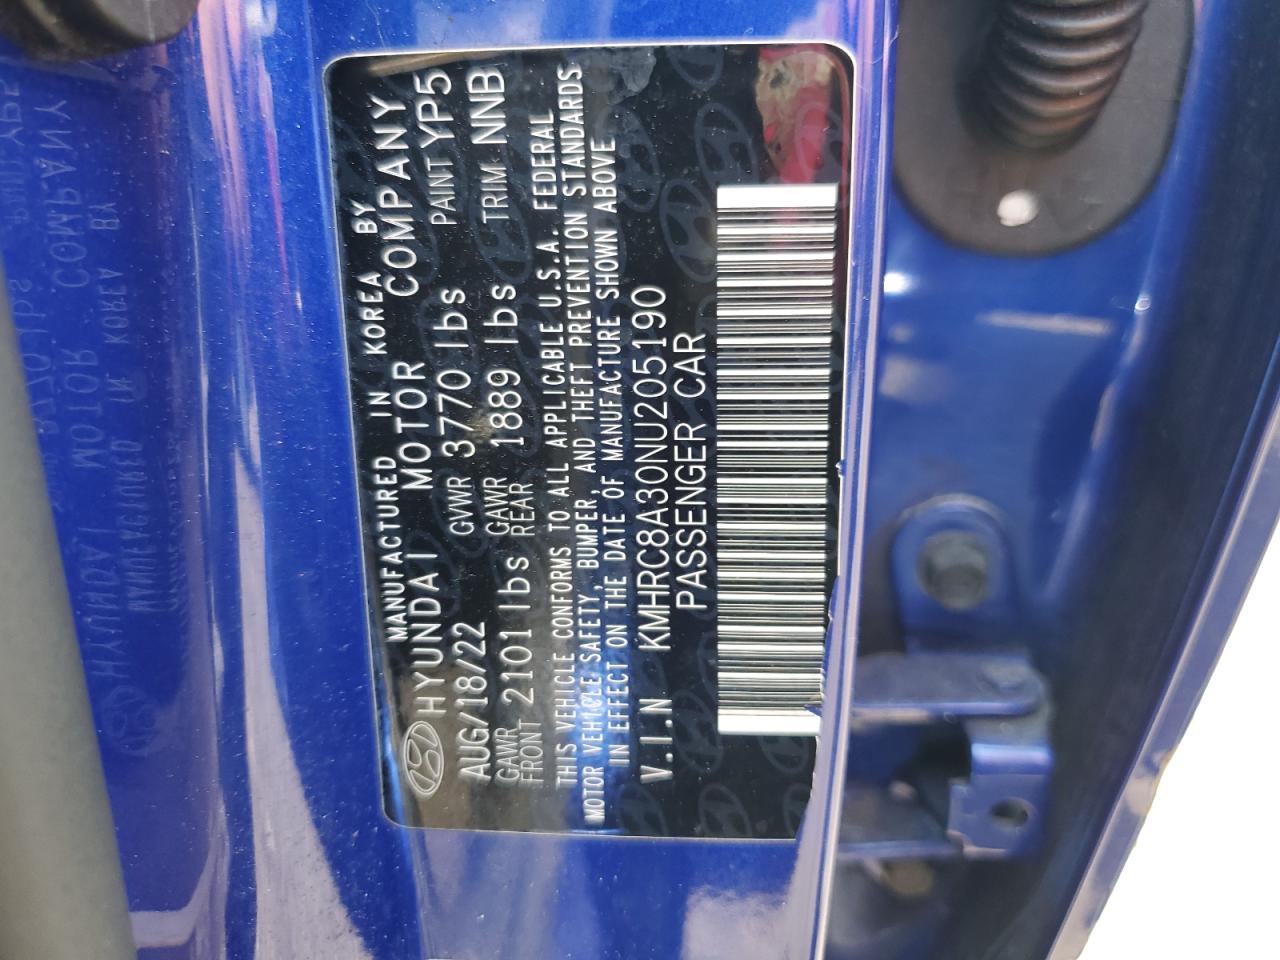 MANUFACTURED IN KOREA BY
HYUNDAI MOTOR COMPANY
AUG/18/22 GVWR 3770 lbs PAINT YP5
GAWR FRONT 2101 lbs GAWR REAR 1889 lbs TRIM NNB
THIS VEHICLE CONFORMS TO ALL APPLICABLE U.S.A. FEDERAL
MOTOR VEHICLE SAFETY, BUMPER, AND THEFT PREVENTION STANDARDS
IN EFFECT ON THE DATE OF MANUFACTURE SHOWN ABOVE
V.I.N KMHRC8A30NU205190
PASSENGER CAR